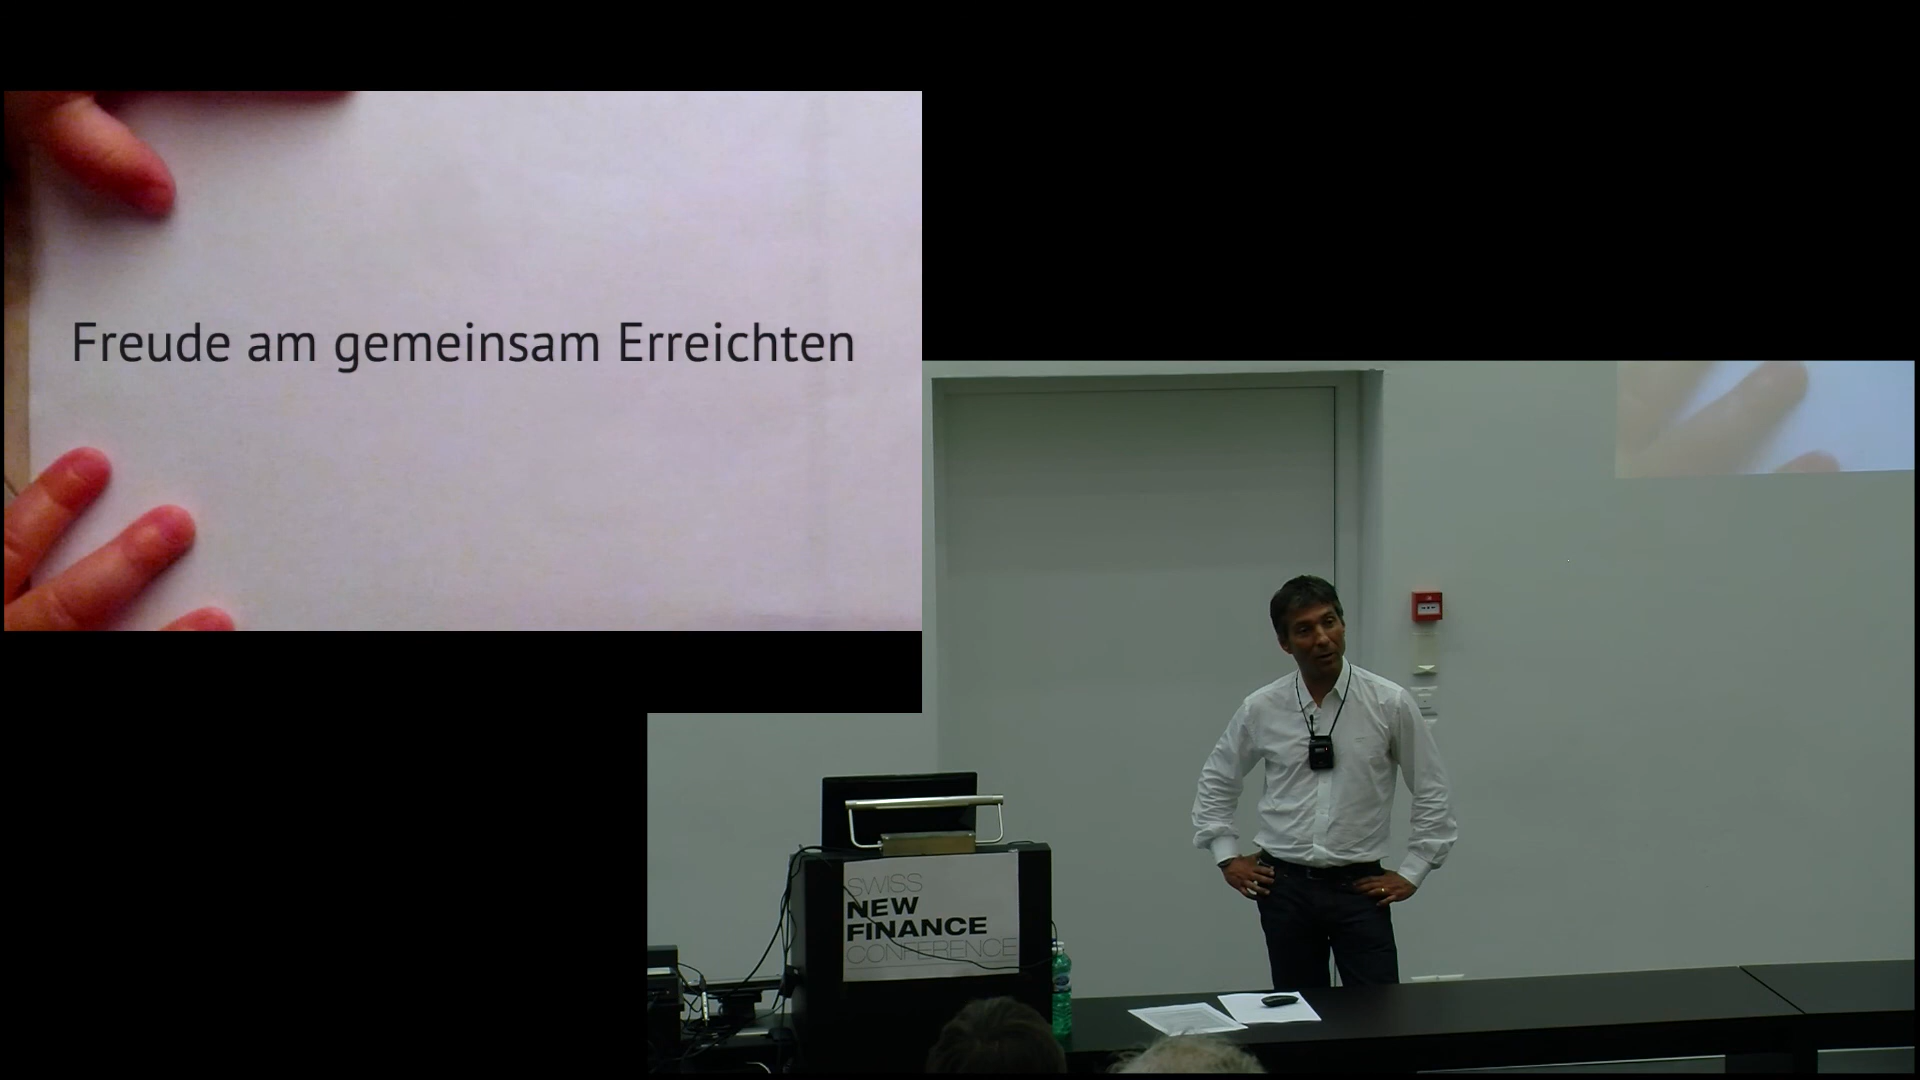 Freude am gemeinsam Erreichten
SWISS
NEW
FINANCE
CONFERENCE